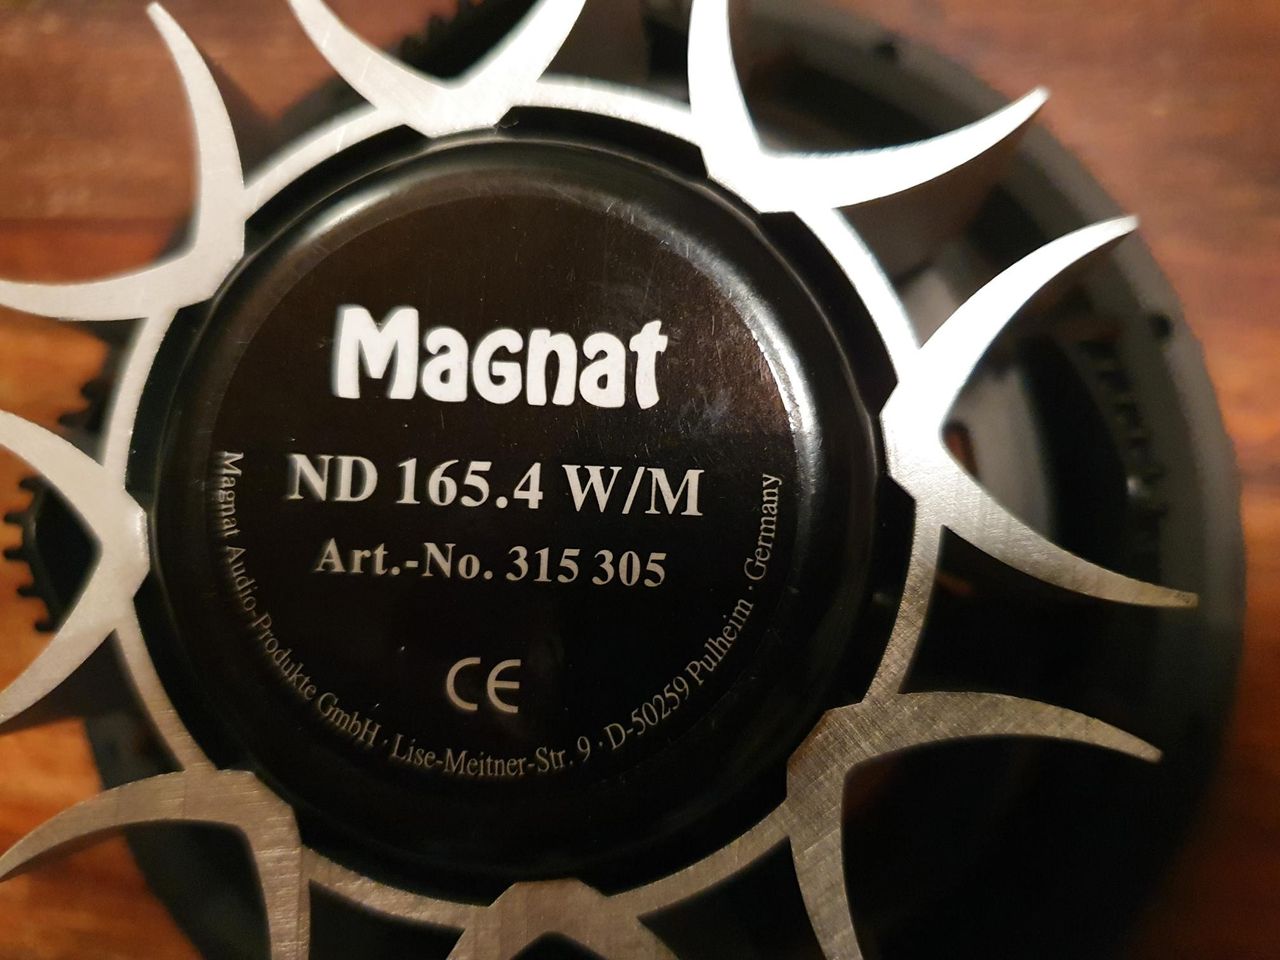 Magnat
ND 165.4 W/M
Art.-No. 315 305
CE
Magnat Audio-Produkte GmbH · Lise-Meitner-Str. 9 · D-50259 Pulheim · Germany